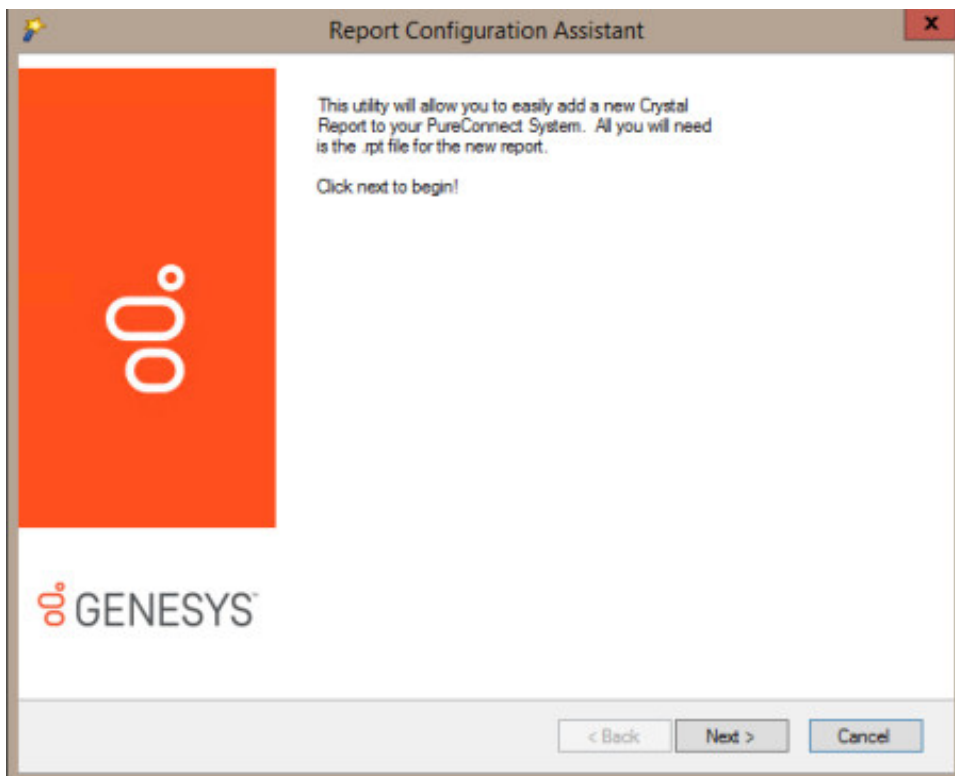 Report Configuration Assistant
This utility will allow you to easily add a new Crystal
Report to your PureConnect System. All you will need
is the .rpt file for the new report.
Click next to begin!
GENESYS™
< Back
Next >
Cancel